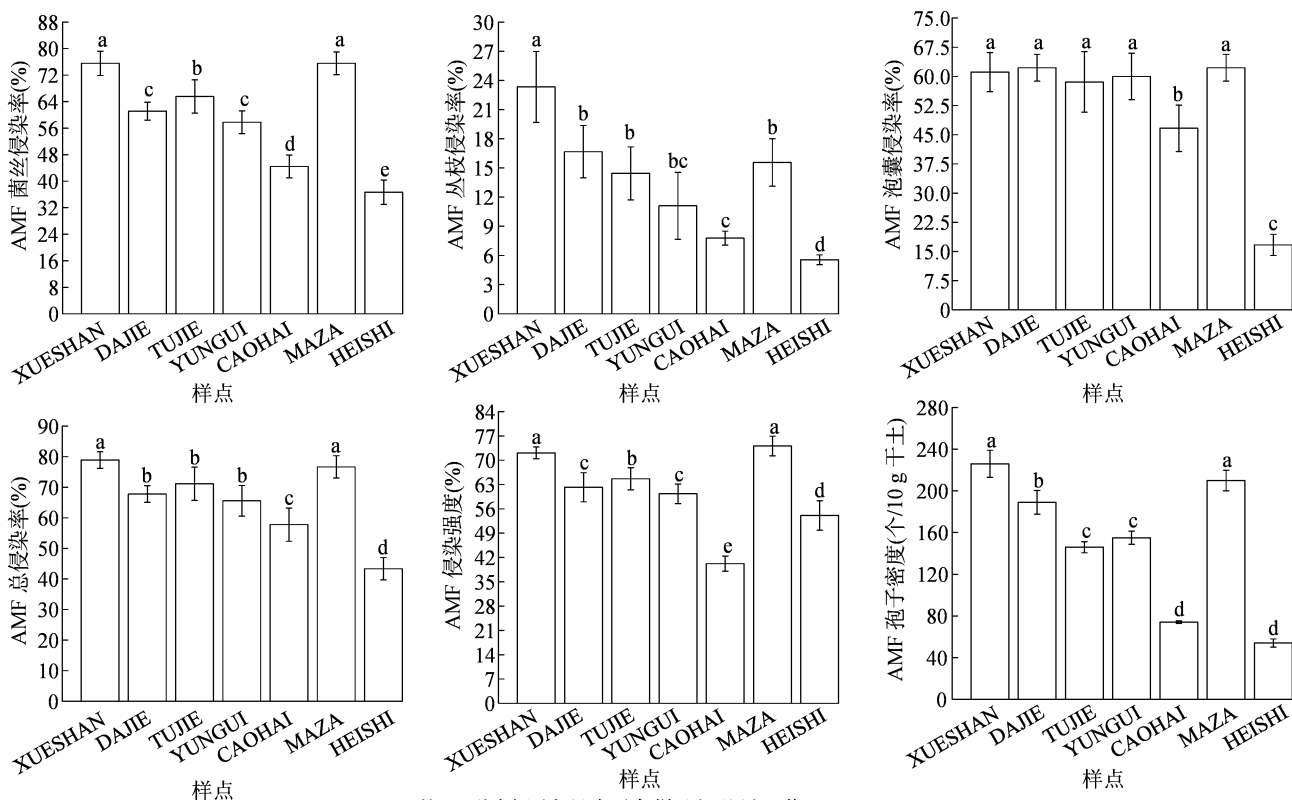 AMF 菌丝侵染率(%)
88
80
72
64
56
48
40
32
24
16
8
0
a
c
b
c
d
a
e
XUESHAN
DAJIE
TUJIE
YUNGUI
CAOHAI
MAZA
HEISHI
样点
AMF 丛枝侵染率(%)
30
27
24
21
18
15
12
9
6
3
0
a
b
b
bc
c
b
d
XUESHAN
DAJIE
TUJIE
YUNGUI
CAOHAI
MAZA
HEISHI
样点
AMF 泡囊侵染率(%)
75.0
67.5
60.0
52.5
45.0
37.5
30.0
22.5
15.0
7.5
0
a
a
a
a
b
a
c
XUESHAN
DAJIE
TUJIE
YUNGUI
CAOHAI
MAZA
HEISHI
样点
AMF 总侵染率(%)
90
80
70
60
50
40
30
20
10
0
a
b
b
b
c
a
d
XUESHAN
DAJIE
TUJIE
YUNGUI
CAOHAI
MAZA
HEISHI
样点
AMF 侵染强度(%)
84
77
70
63
56
49
42
35
28
21
14
7
0
a
c
b
c
e
a
d
XUESHAN
DAJIE
TUJIE
YUNGUI
CAOHAI
MAZA
HEISHI
样点
AMF 孢子密度(个/10 g 干土)
280
240
200
160
120
80
40
0
a
b
c
c
d
a
d
XUESHAN
DAJIE
TUJIE
YUNGUI
CAOHAI
MAZA
HEISHI
样点